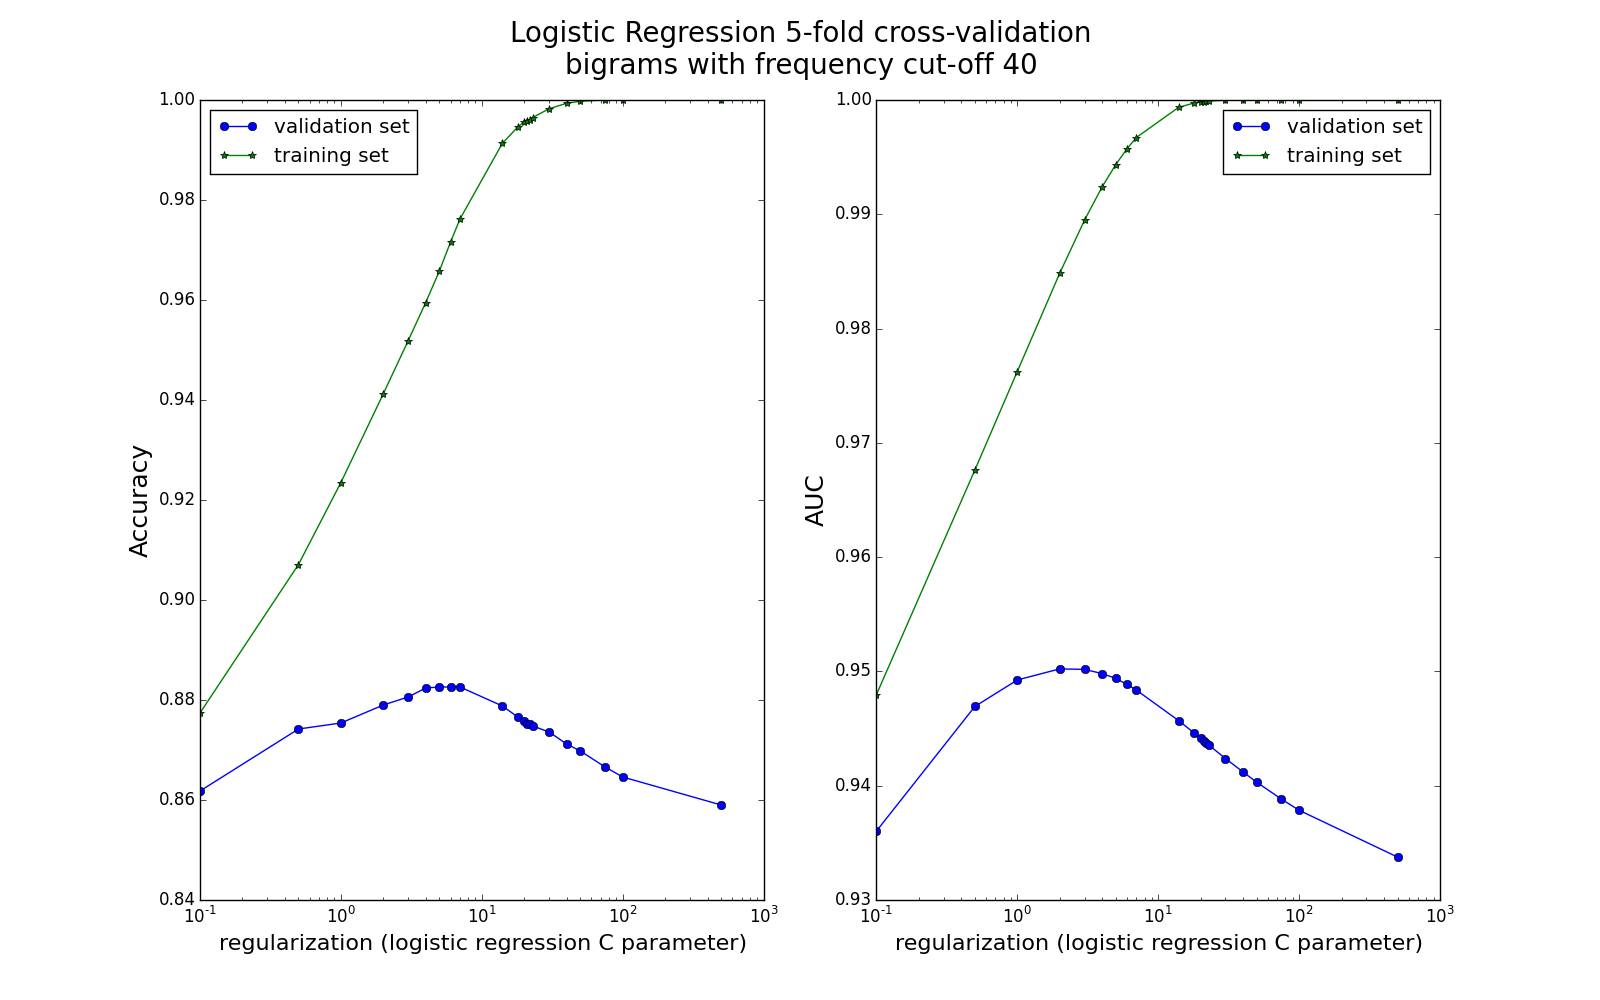 Logistic Regression 5-fold cross-validation
bigrams with frequency cut-off 40
1.00
0.98
0.96
0.94
0.92
0.90
0.88
0.86
0.84
Accuracy
validation set
training set
10⁻¹ 10⁰ 10¹ 10² 10³
regularization (logistic regression C parameter)
1.00
0.99
0.98
0.97
0.96
0.95
0.94
0.93
AUC
validation set
training set
10⁻¹ 10⁰ 10¹ 10² 10³
regularization (logistic regression C parameter)